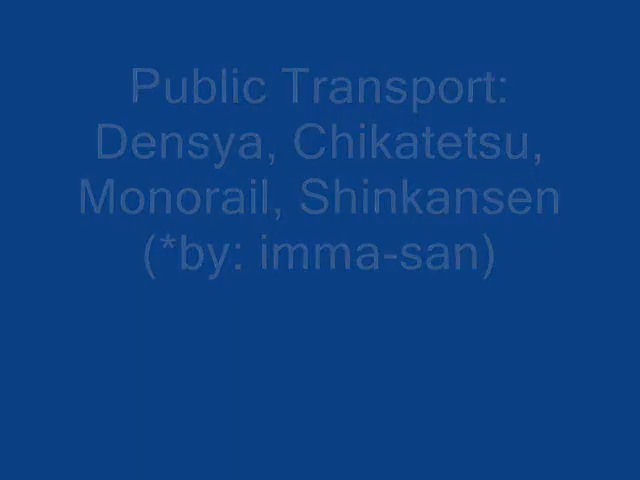 Public Transport:
Densya, Chikatetsu,
Monorail, Shinkansen
(*by: imma-san)